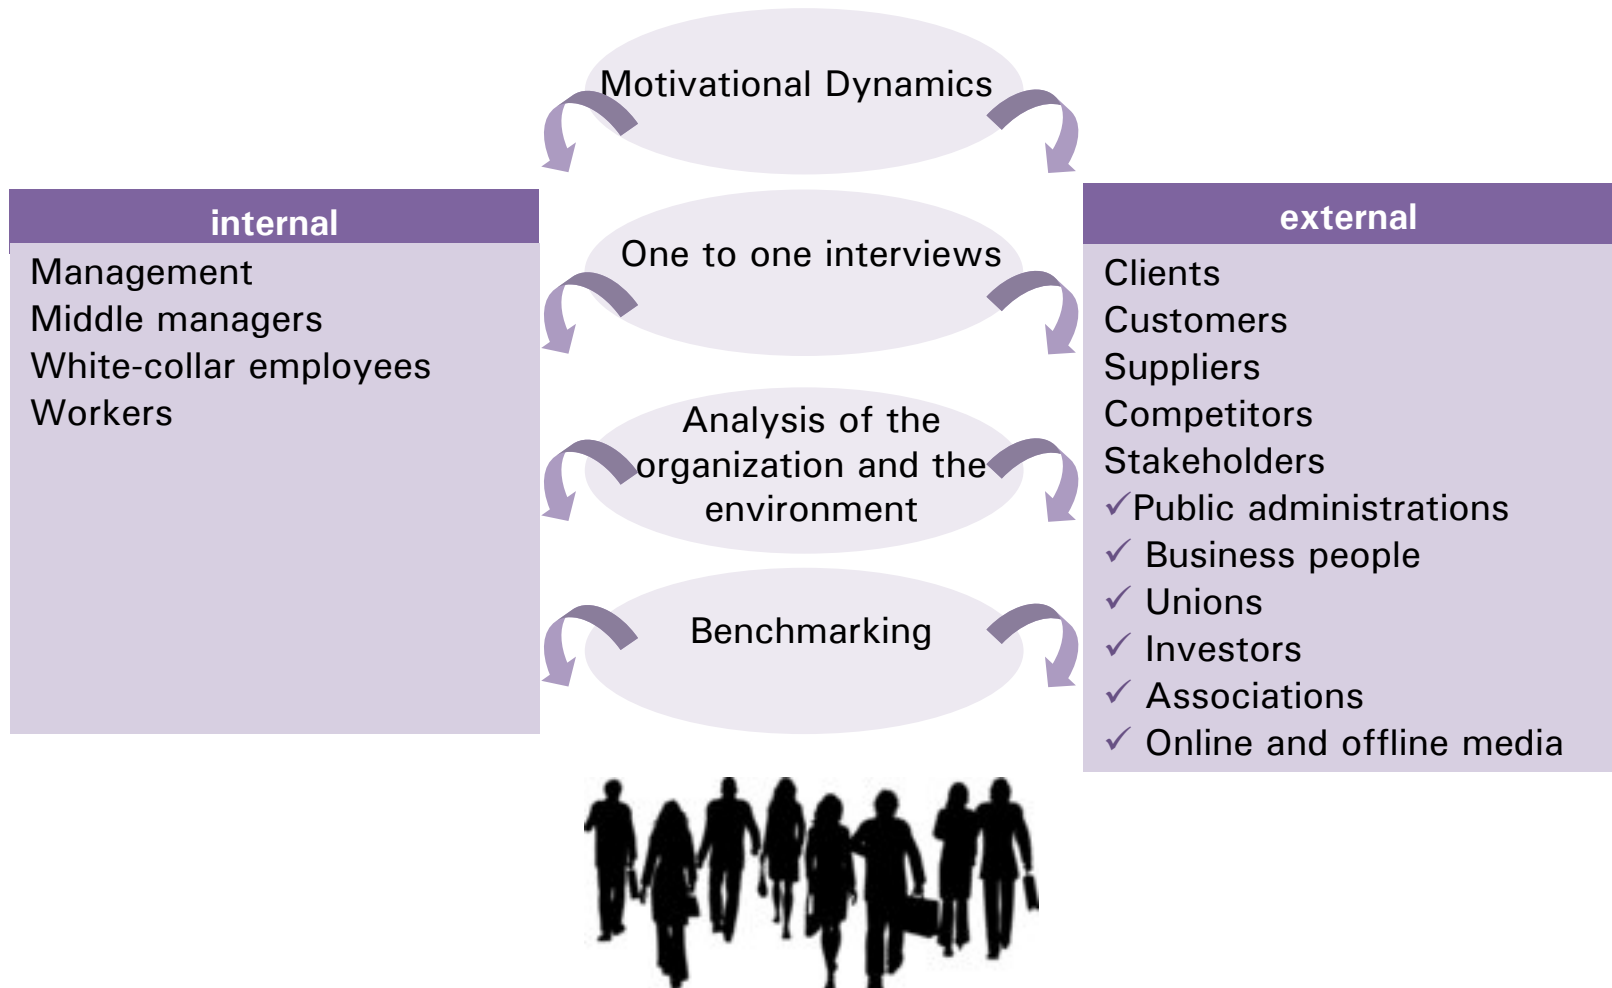 Motivational Dynamics
internal
Management
Middle managers
White-collar employees
Workers
One to one interviews
Analysis of the
organization and the
environment
Benchmarking
external
Clients
Customers
Suppliers
Competitors
Stakeholders
✓Public administrations
✓ Business people
✓ Unions
✓ Investors
✓ Associations
✓ Online and offline media